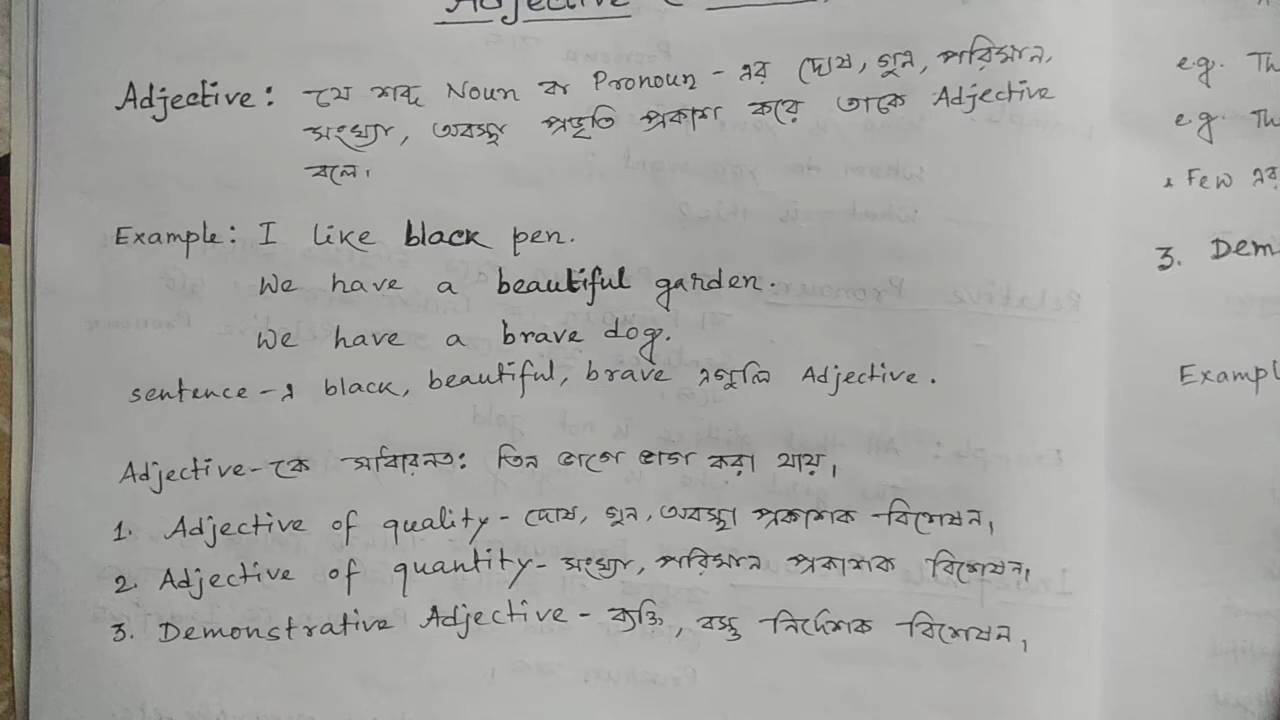 Adjective
Adjective: যে শব্দ Noun বা Pronoun - এর দোষ, গুন, পরিমান,
সংখ্যা, অবস্থা প্রভৃতি প্রকাশ করে তাকে Adjective
বলে।
Example: I like black pen.
We have a beautiful garden.
We have a brave dog.
sentence - এ black, beautiful, brave এগুলি Adjective.
Adjective - কে সাধারনত: তিন ভাগে ভাগ করা যায়।
1. Adjective of quality - দোষ, গুন, অবস্থা প্রকাশক বিশেষন।
2. Adjective of quantity - সংখ্যা, পরিমান প্রকাশক বিশেষন।
3. Demonstrative Adjective - ব্যক্তি, বস্তু নির্দেশক বিশেষন।
e.g. Th
e.g. Th
Few এর
3. Dem
Exampl